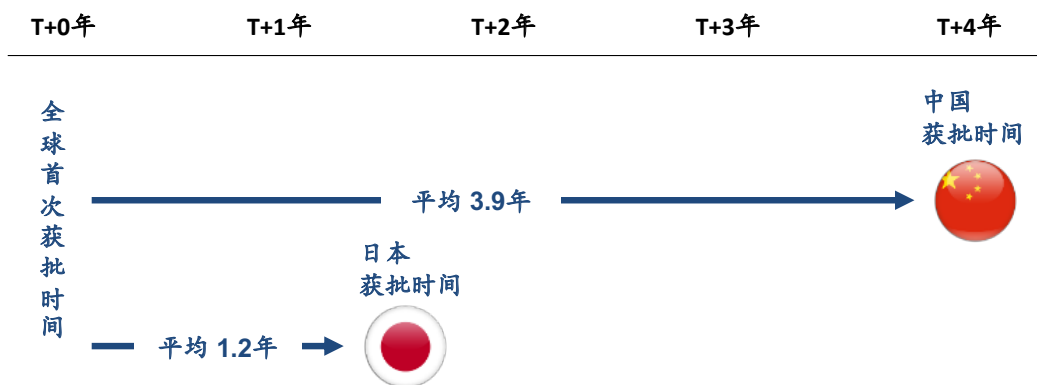 T+0年 T+1年 T+2年 T+3年 T+4年
全球首次获批时间
中国
获批时间
平均 3.9年
日本
获批时间
平均 1.2年